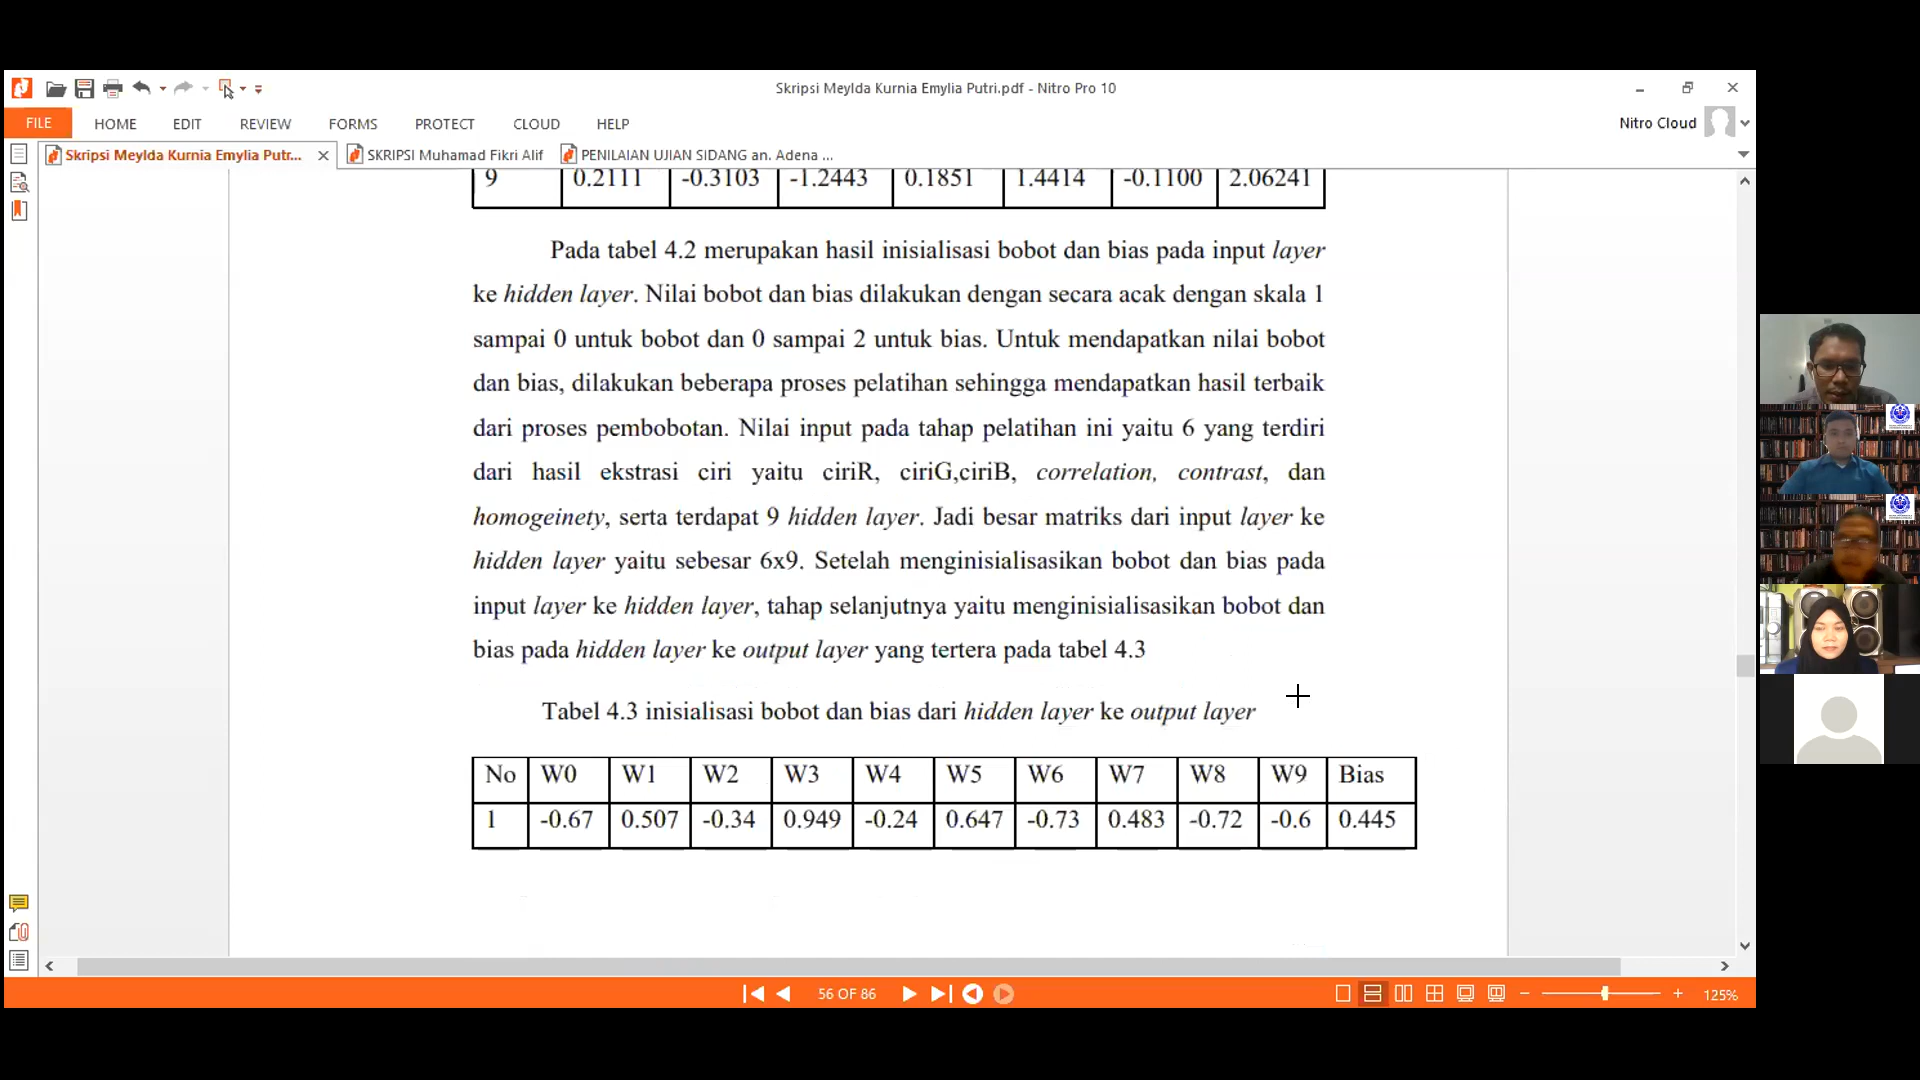 Skripsi Meylda Kurnia Emylia Putri.pdf - Nitro Pro 10
FILE HOME EDIT REVIEW FORMS PROTECT CLOUD HELP Nitro Cloud
Skripsi Meylda Kurnia Emylia Putr... SKRIPSI Muhamad Fikri Alif PENILAIAN UJIAN SIDANG an. Adena ...
9 0.2111 -0.3103 -1.2443 0.1851 1.4414 -0.1100 2.06241
Pada tabel 4.2 merupakan hasil inisialisasi bobot dan bias pada input layer
ke hidden layer. Nilai bobot dan bias dilakukan dengan secara acak dengan skala 1
sampai 0 untuk bobot dan 0 sampai 2 untuk bias. Untuk mendapatkan nilai bobot
dan bias, dilakukan beberapa proses pelatihan sehingga mendapatkan hasil terbaik
dari proses pembobotan. Nilai input pada tahap pelatihan ini yaitu 6 yang terdiri
dari hasil ekstrasi ciri yaitu ciriR, ciriG,ciriB, correlation, contrast, dan
homogeinety, serta terdapat 9 hidden layer. Jadi besar matriks dari input layer ke
hidden layer yaitu sebesar 6x9. Setelah menginisialisasikan bobot dan bias pada
input layer ke hidden layer, tahap selanjutnya yaitu menginisialisasikan bobot dan
bias pada hidden layer ke output layer yang tertera pada tabel 4.3
Tabel 4.3 inisialisasi bobot dan bias dari hidden layer ke output layer
No W0 W1 W2 W3 W4 W5 W6 W7 W8 W9 Bias
1 -0.67 0.507 -0.34 0.949 -0.24 0.647 -0.73 0.483 -0.72 -0.6 0.445
56 OF 86 125%